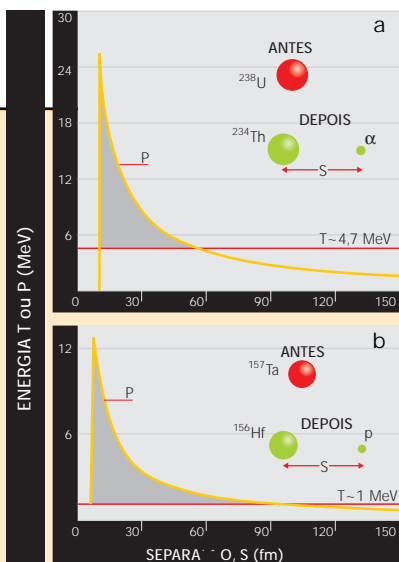 ENERGIA T ou P (MeV)
a
30
24
18
12
6
P
ANTES
²³⁸U
DEPOIS
²³⁴Th
α
S
T~4,7 MeV
0 30 60 90 120 150
b
12
6
P
ANTES
¹⁵⁷Ta
DEPOIS
¹⁵⁶Hf
p
S
T~1 MeV
0 30 60 90 120 150
SEPARA˙ ˙ O, S (fm)